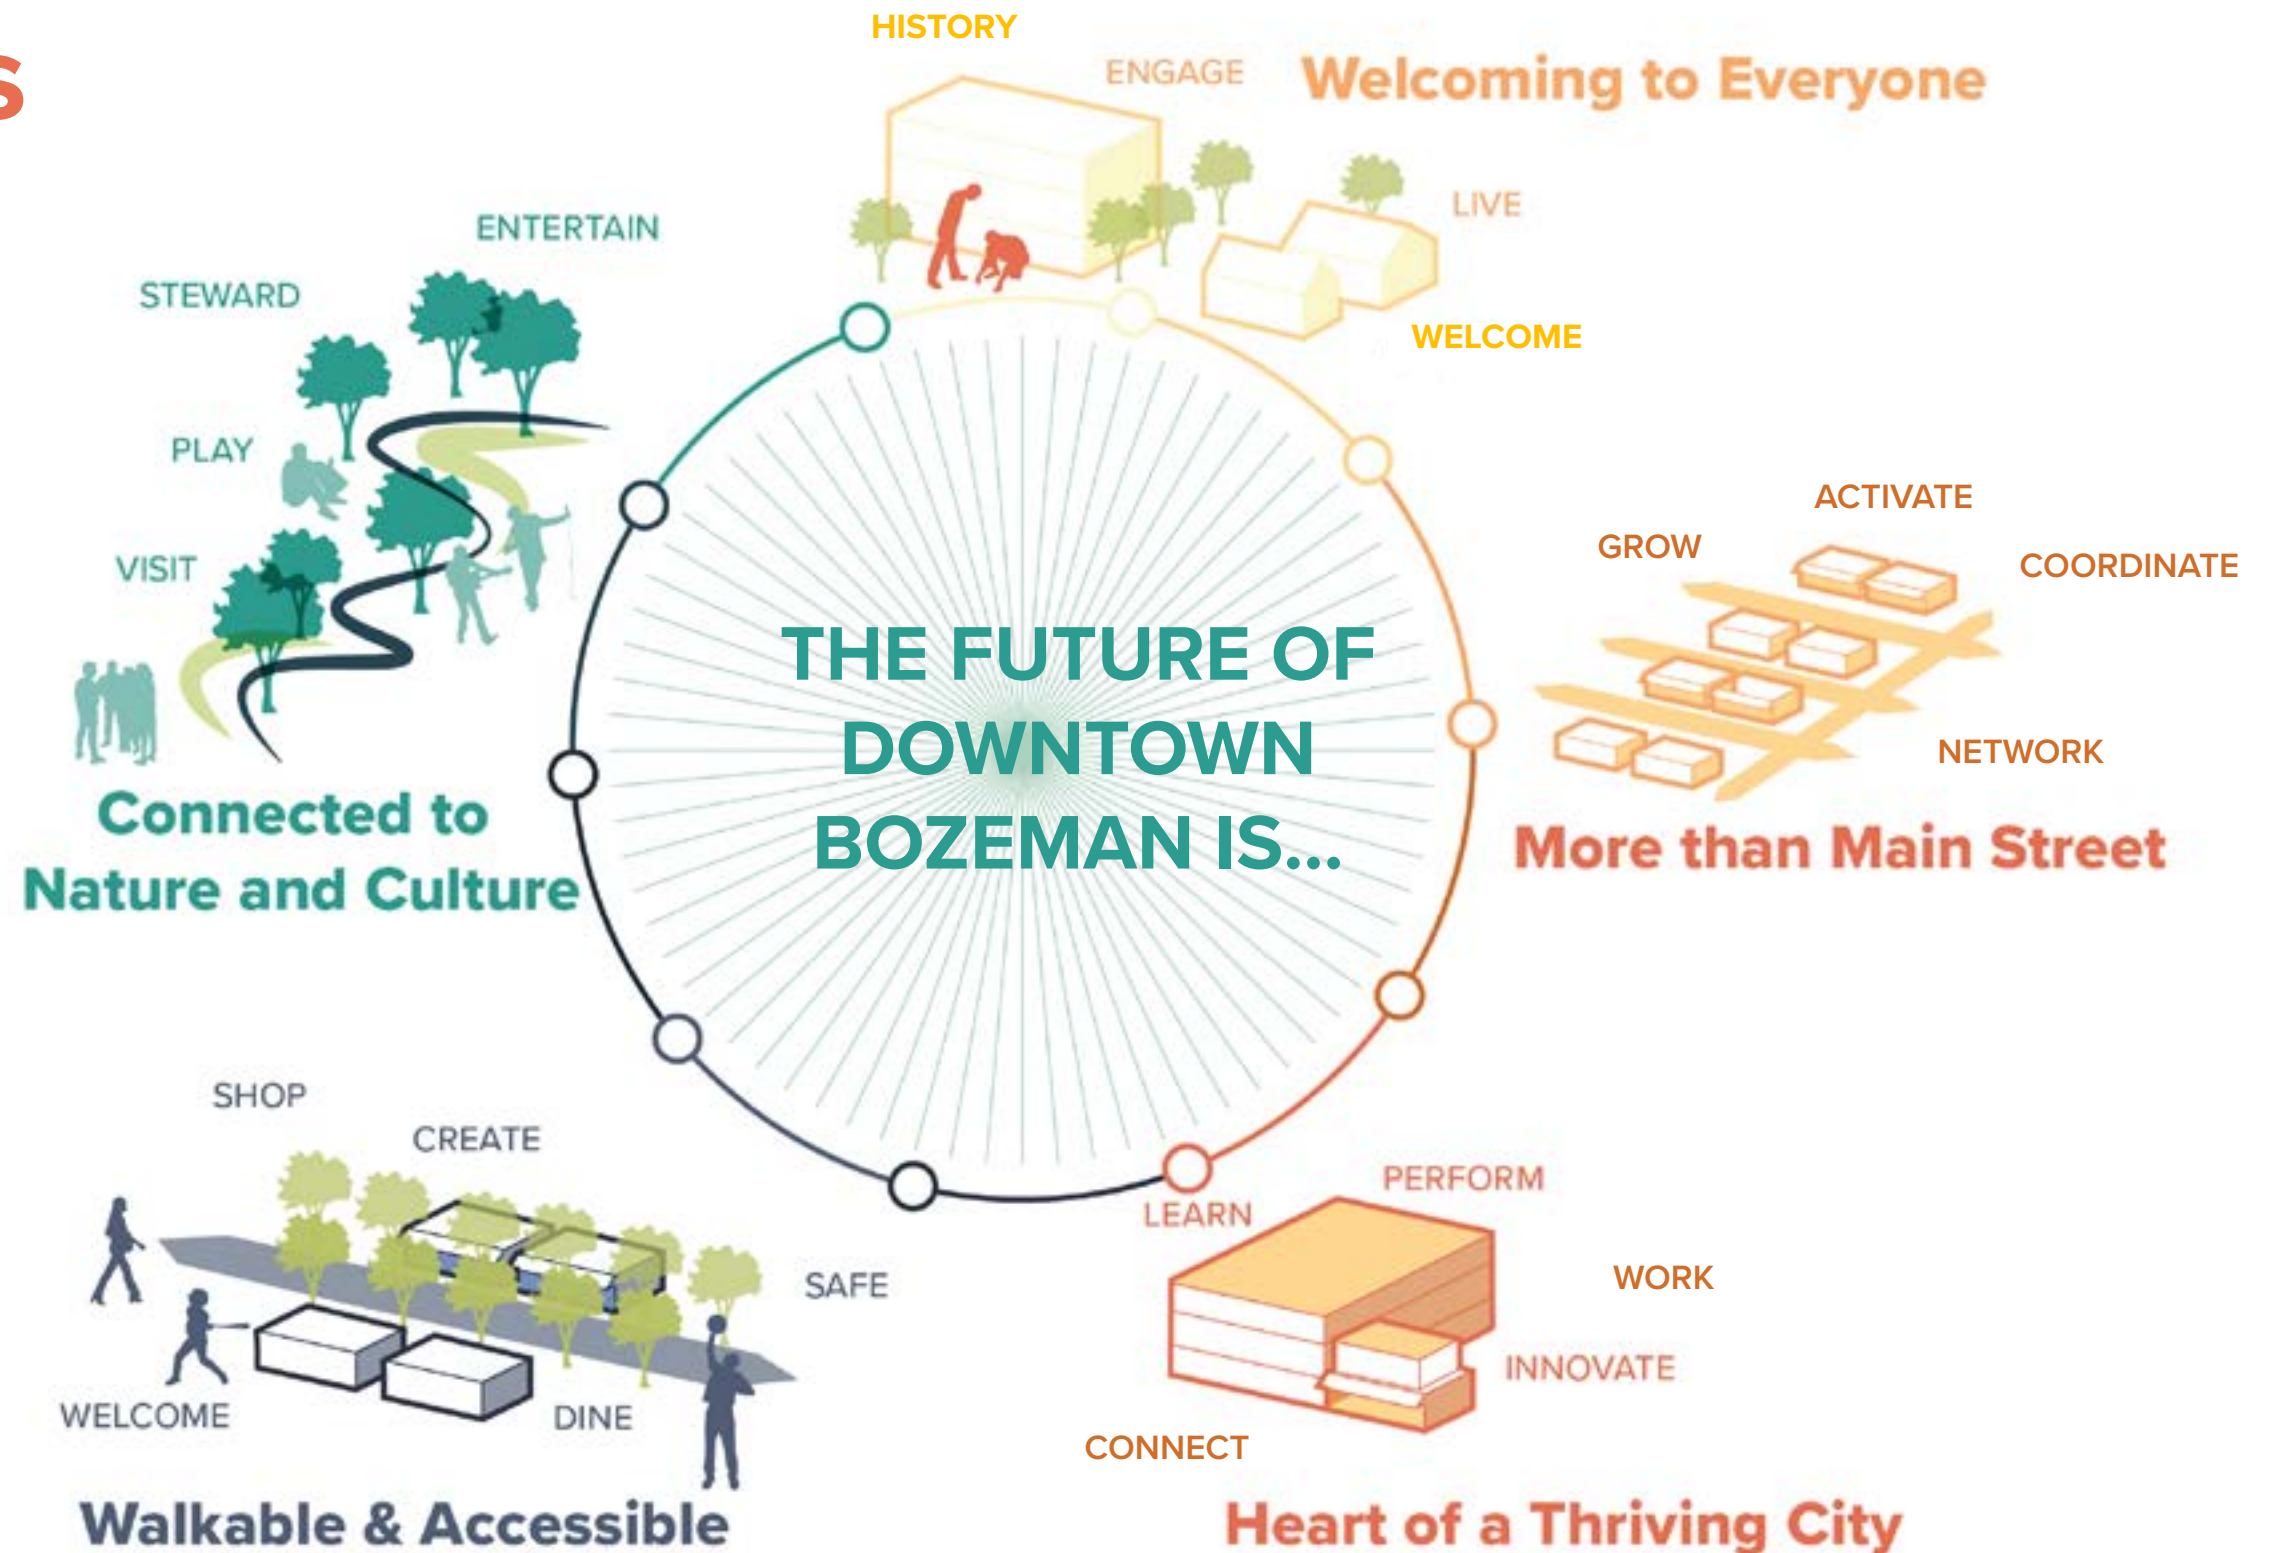 S
HISTORY
ENGAGE
Welcoming to Everyone
LIVE
WELCOME
ENTERTAIN
STEWARD
PLAY
VISIT
Connected to
Nature and Culture
THE FUTURE OF
DOWNTOWN
BOZEMAN IS...
ACTIVATE
GROW
COORDINATE
NETWORK
More than Main Street
SHOP
CREATE
SAFE
WELCOME
DINE
Walkable & Accessible
LEARN
PERFORM
WORK
INNOVATE
CONNECT
Heart of a Thriving City